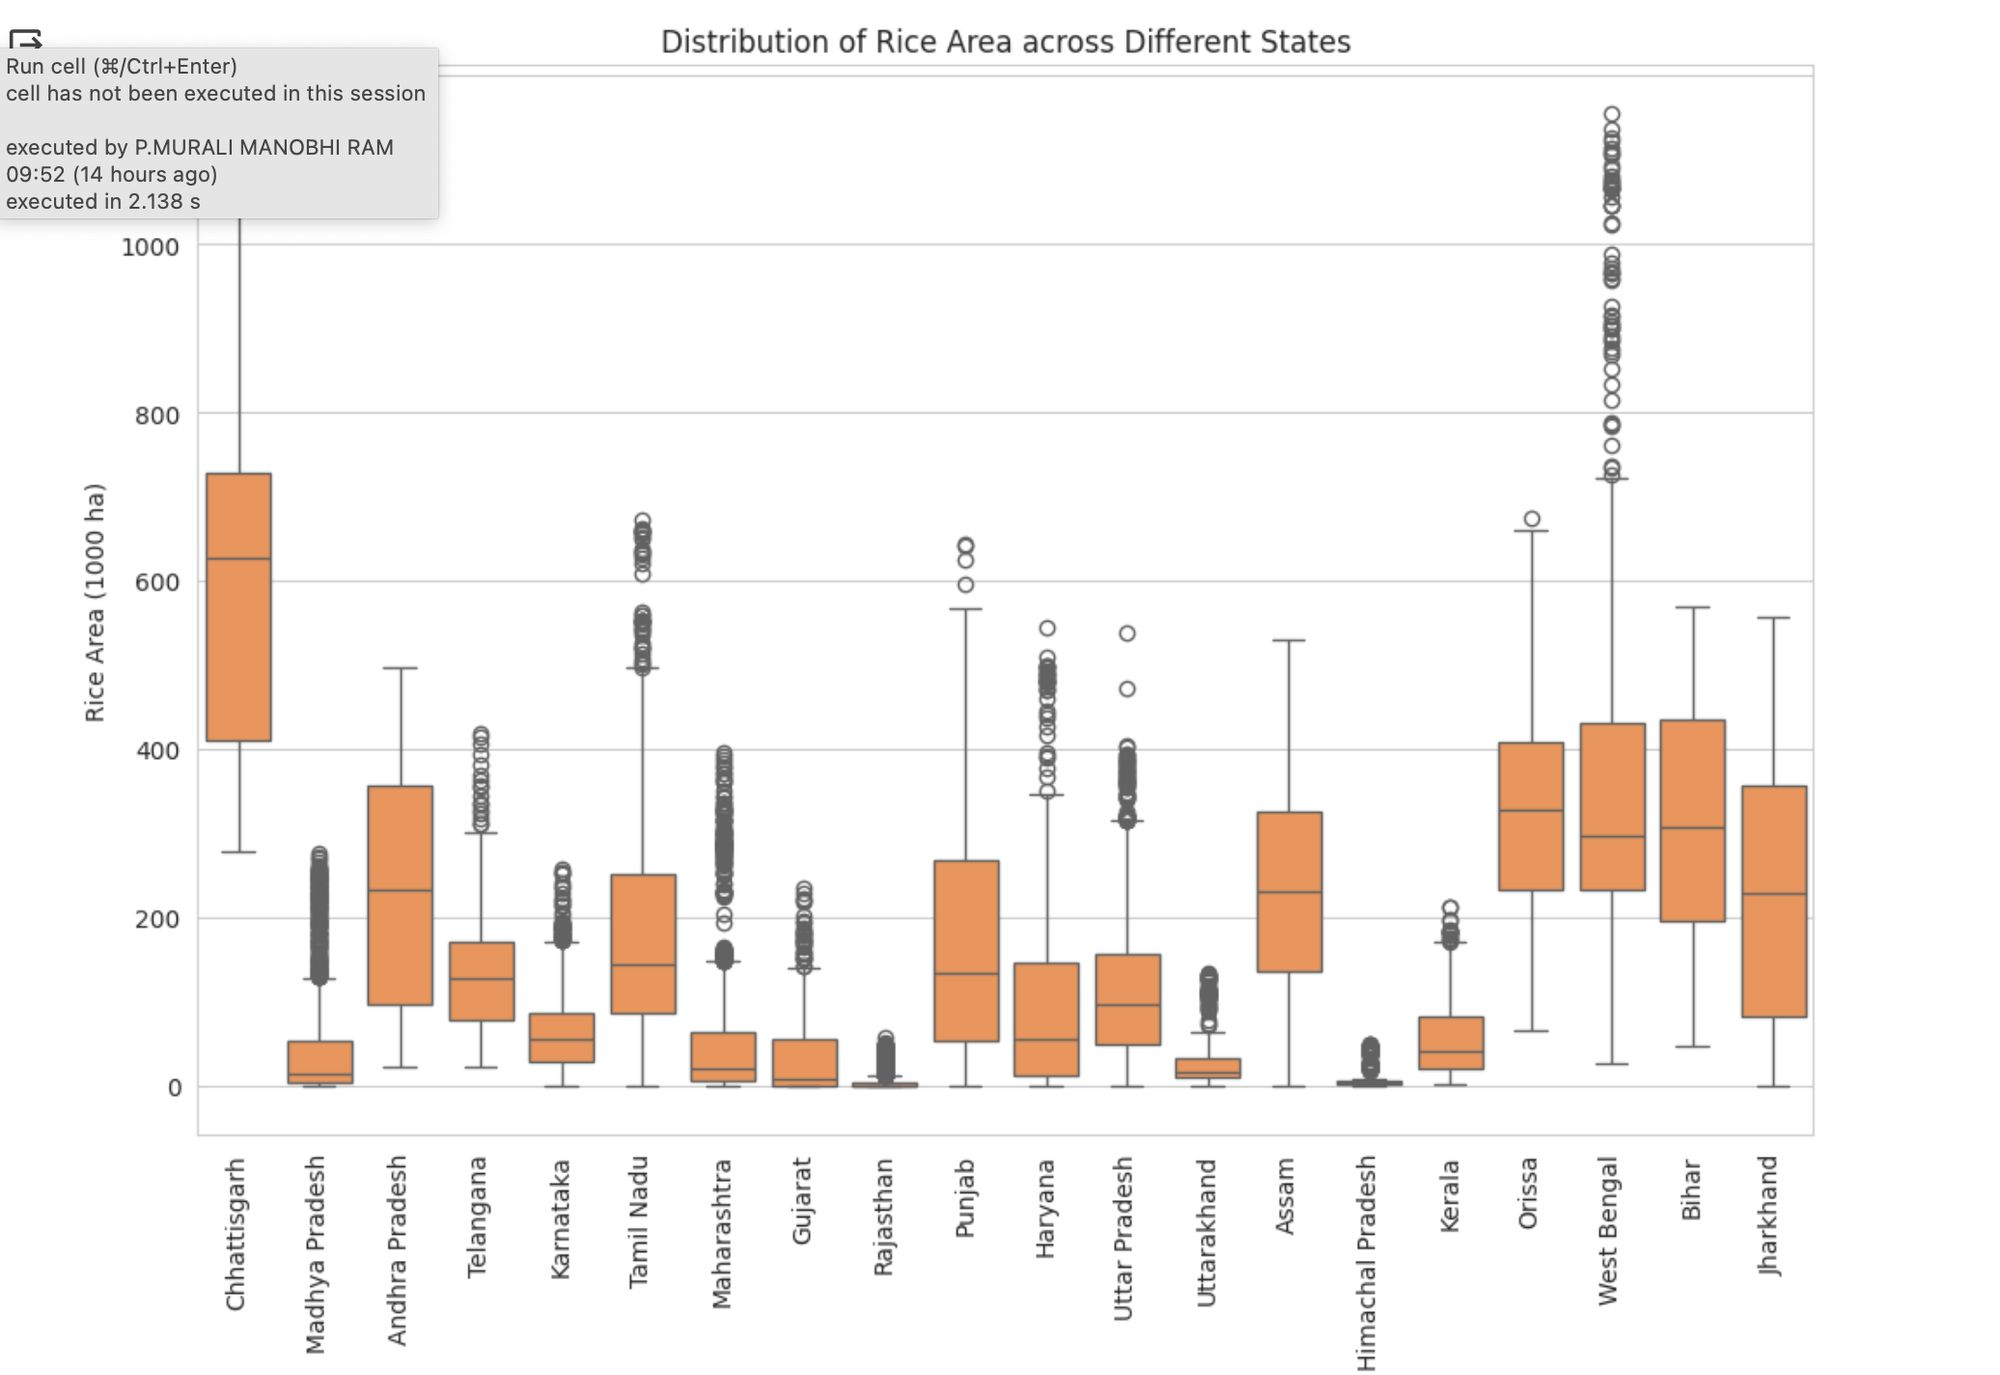 Distribution of Rice Area across Different States
Run cell (⌘/Ctrl+Enter)
cell has not been executed in this session
executed by P.MURALI MANOBHI RAM
09:52 (14 hours ago)
executed in 2.138 s
1000
800
600
400
200
0
Rice Area (1000 ha)
Chhattisgarh
Madhya Pradesh
Andhra Pradesh
Telangana
Karnataka
Tamil Nadu
Maharashtra
Gujarat
Rajasthan
Punjab
Haryana
Uttar Pradesh
Uttarakhand
Assam
Himachal Pradesh
Kerala
Orissa
West Bengal
Bihar
Jharkhand